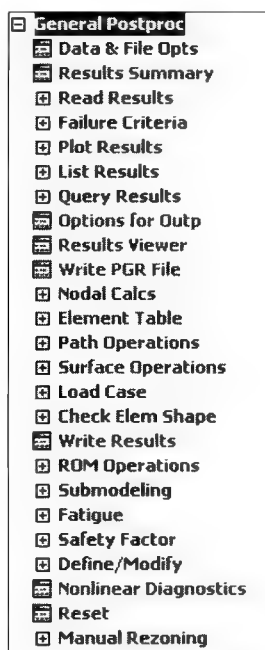 General Postproc
Data & File Opts
Results Summary
Read Results
Failure Criteria
Plot Results
List Results
Query Results
Options for Outp
Results Viewer
Write PGR File
Nodal Calcs
Element Table
Path Operations
Surface Operations
Load Case
Check Elem Shape
Write Results
ROM Operations
Submodeling
Fatigue
Safety Factor
Define/Modify
Nonlinear Diagnostics
Reset
Manual Rezoning